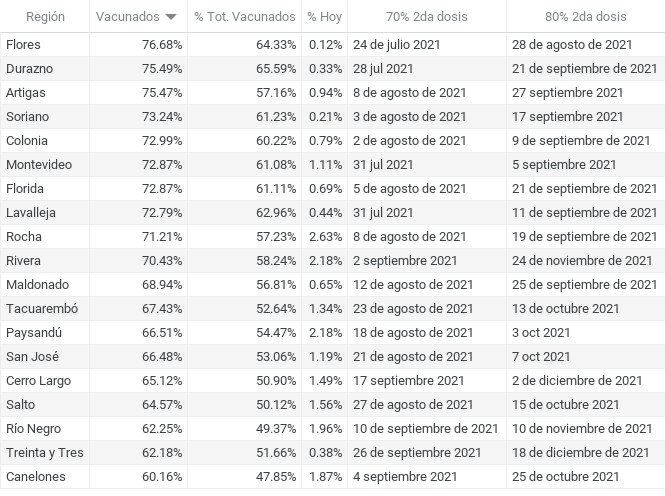 Región Vacunados % Tot. Vacunados % Hoy 70% 2da dosis 80% 2da dosis
Flores 76.68% 64.33% 0.12% 24 de julio 2021 28 de agosto de 2021
Durazno 75.49% 65.59% 0.33% 28 jul 2021 21 de septiembre de 2021
Artigas 75.47% 57.16% 0.94% 8 de agosto de 2021 27 septiembre 2021
Soriano 73.24% 61.23% 0.21% 3 de agosto de 2021 17 septiembre 2021
Colonia 72.99% 60.22% 0.79% 2 de agosto de 2021 9 de septiembre de 2021
Montevideo 72.87% 61.08% 1.11% 31 jul 2021 5 septiembre 2021
Florida 72.87% 61.11% 0.69% 5 de agosto de 2021 21 de septiembre de 2021
Lavalleja 72.79% 62.96% 0.44% 31 jul 2021 11 de septiembre de 2021
Rocha 71.21% 57.23% 2.63% 8 de agosto de 2021 19 de septiembre de 2021
Rivera 70.43% 58.24% 2.18% 2 septiembre 2021 24 de noviembre de 2021
Maldonado 68.94% 56.81% 0.65% 12 de agosto de 2021 25 de septiembre de 2021
Tacuarembó 67.43% 52.64% 1.34% 23 de agosto de 2021 13 de octubre 2021
Paysandú 66.51% 54.47% 2.18% 18 de agosto de 2021 3 oct 2021
San José 66.48% 53.06% 1.19% 21 de agosto de 2021 7 oct 2021
Cerro Largo 65.12% 50.90% 1.49% 17 septiembre 2021 2 de diciembre de 2021
Salto 64.57% 50.12% 1.56% 27 de agosto de 2021 15 de octubre 2021
Río Negro 62.25% 49.37% 1.96% 10 de septiembre de 2021 10 de noviembre de 2021
Treinta y Tres 62.18% 51.66% 0.38% 26 de septiembre 2021 18 de diciembre de 2021
Canelones 60.16% 47.85% 1.87% 4 septiembre 2021 25 de octubre 2021